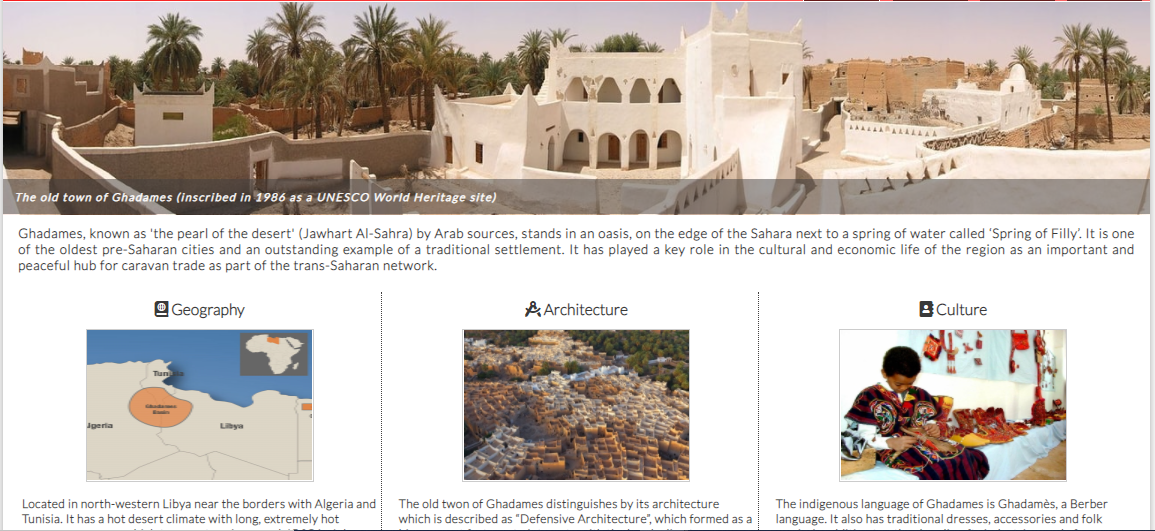 The old town of Ghadames (inscribed in 1986 as a UNESCO World Heritage site)
Ghadames, known as 'the pearl of the desert' (Jawhart Al-Sahra) by Arab sources, stands in an oasis, on the edge of the Sahara next to a spring of water called ‘Spring of Filly’. It is one
of the oldest pre-Saharan cities and an outstanding example of a traditional settlement. It has played a key role in the cultural and economic life of the region as an important and
peaceful hub for caravan trade as part of the trans-Saharan network.
Geography
Architecture
Culture
Ghadames
Basin
lgeria
Libya
Located in north-western Libya near the borders with Algeria and
Tunisia. It has a hot desert climate with long, extremely hot
The old twon of Ghadames distinguishes by its architecture
which is described as “Defensive Architecture”, which formed as a
The indigenous language of Ghadames is Ghadamès, a Berber
language. It also has traditional dresses, accessories and folk